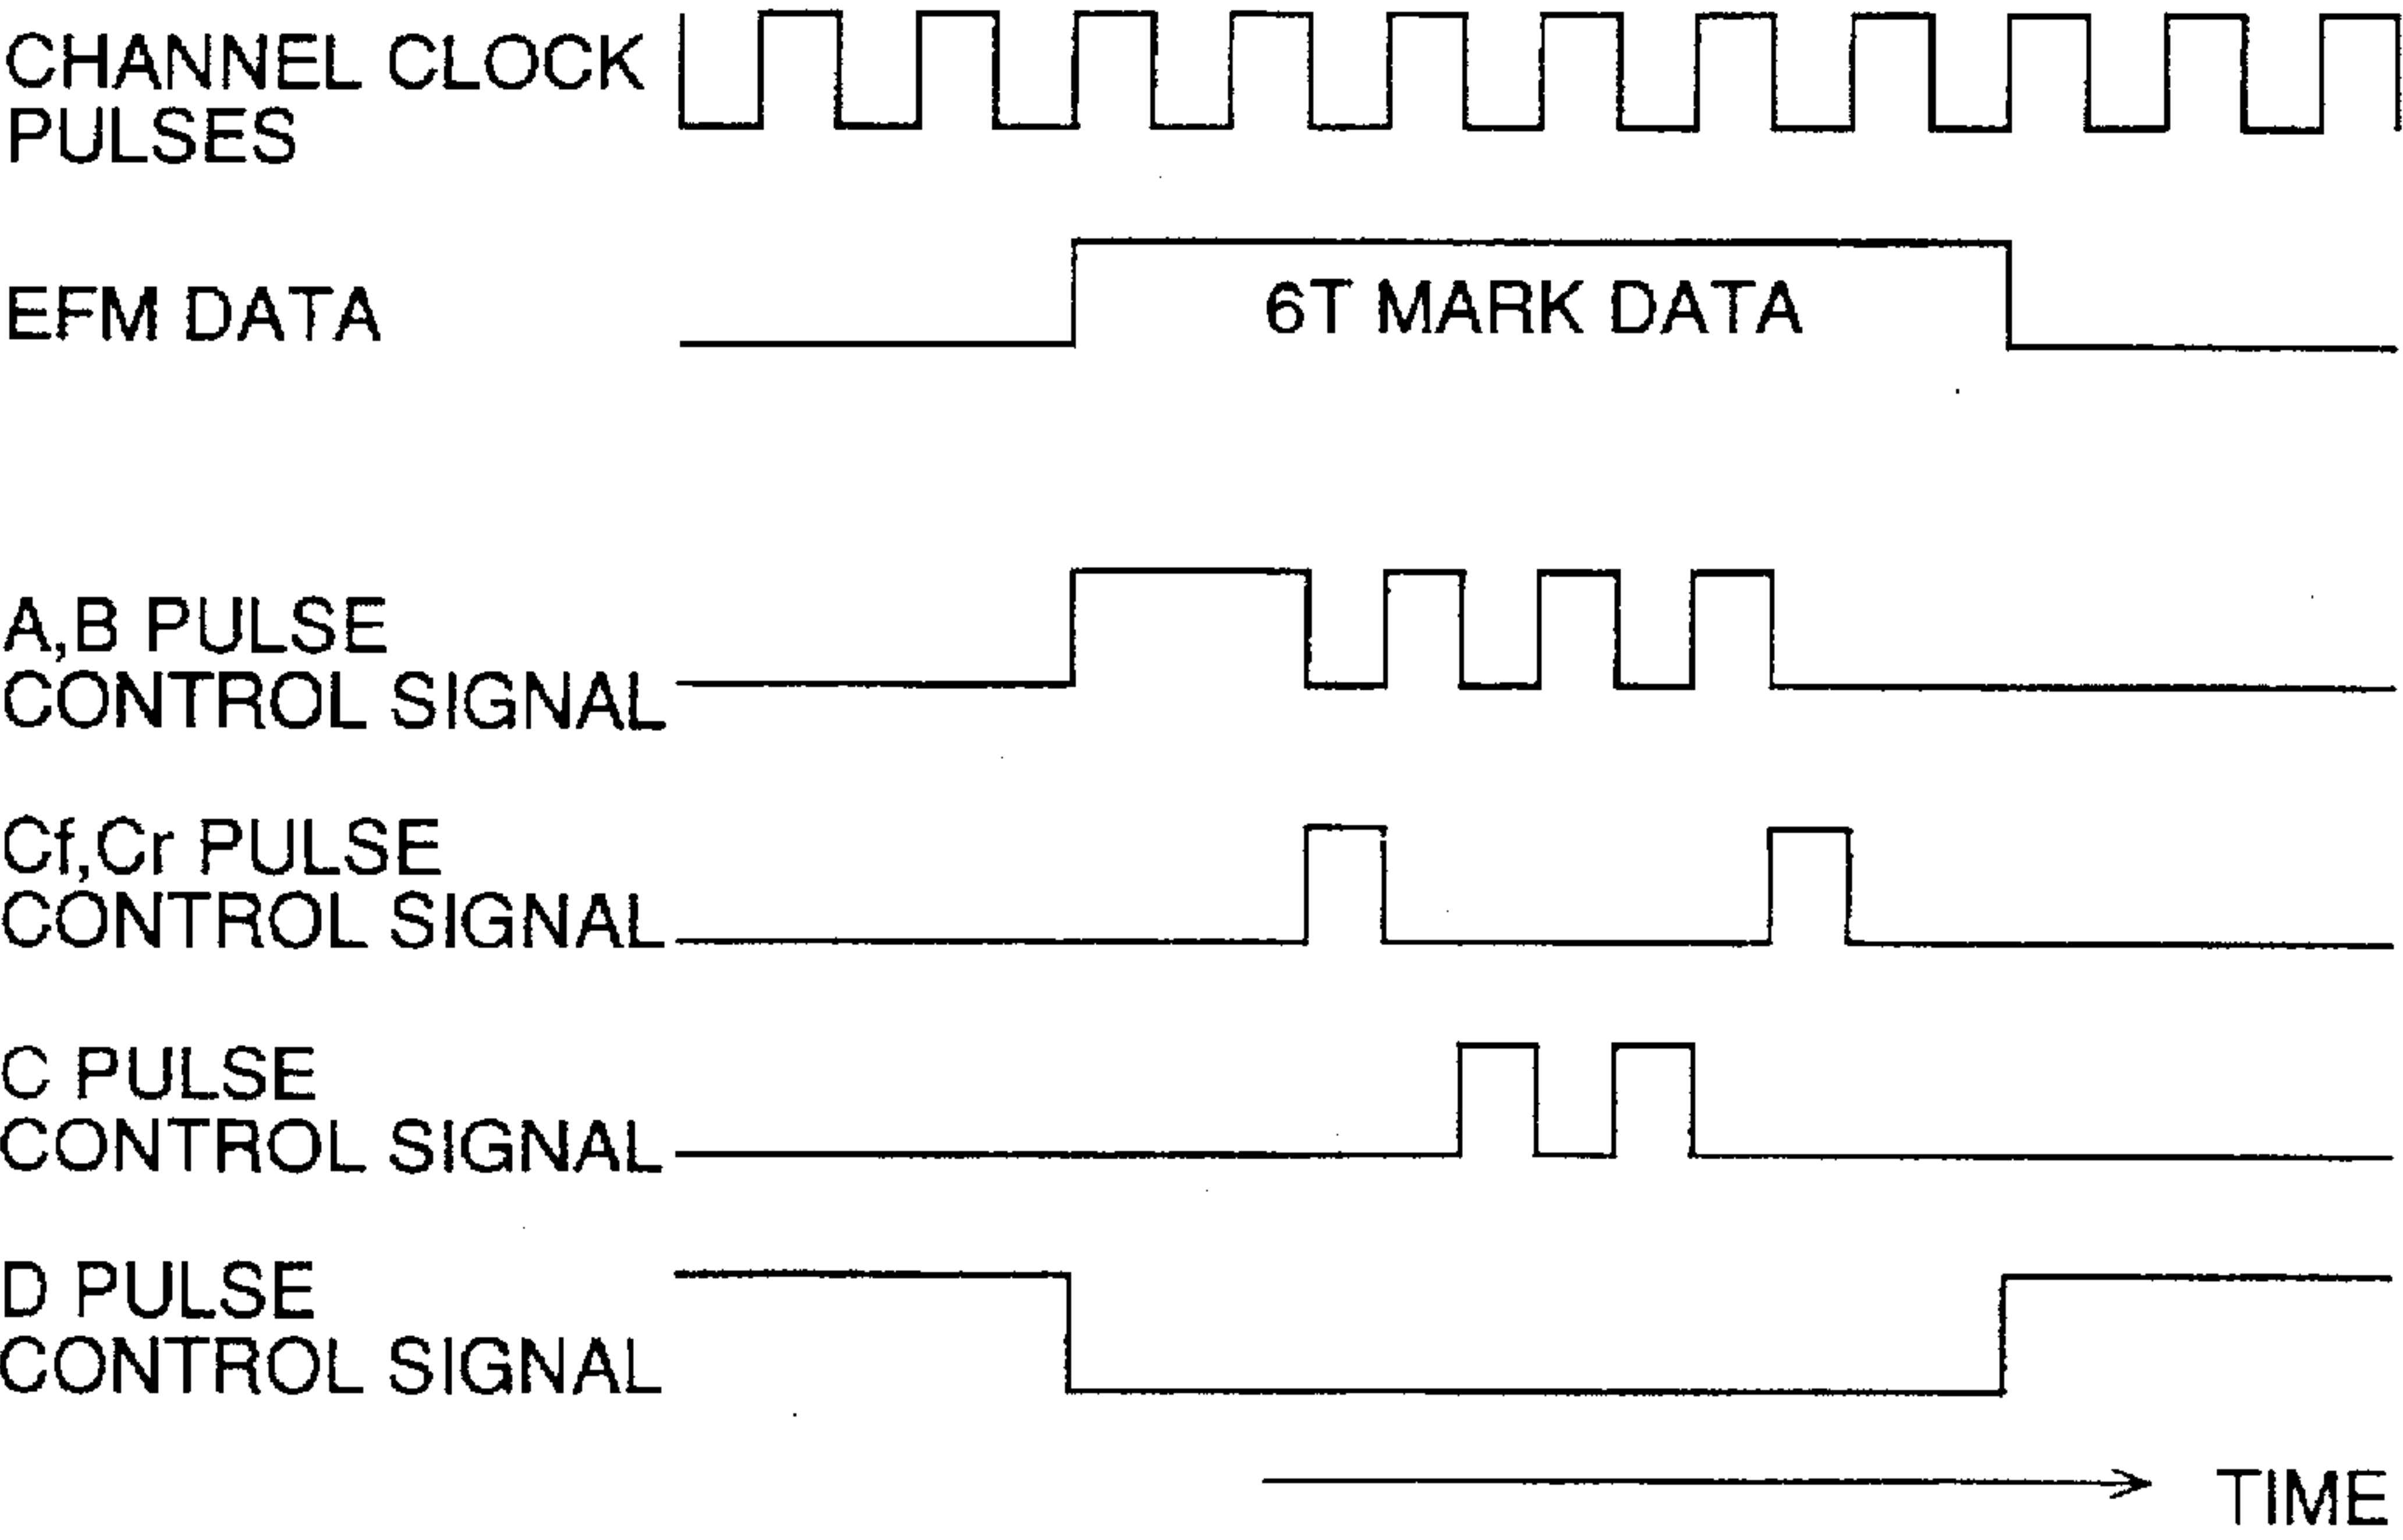 CHANNEL CLOCK
PULSES
EFM DATA
6T MARK DATA
A,B PULSE
CONTROL SIGNAL
Cf,Cr PULSE
CONTROL SIGNAL
C PULSE
CONTROL SIGNAL
D PULSE
CONTROL SIGNAL
TIME